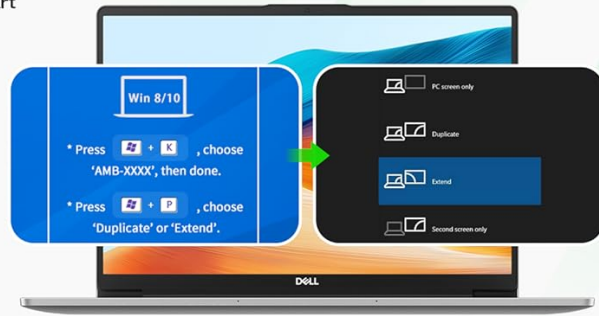 Win 8/10
* Press + K , choose
‘AMB-XXXX’, then done.
* Press + P , choose
‘Duplicate’ or ‘Extend’.
PC screen only
Duplicate
Extend
Second screen only
DELL